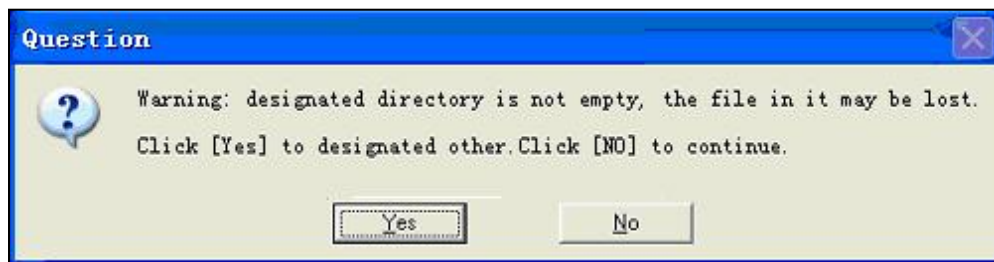 Question
Warning: designated directory is not empty, the file in it may be lost.
Click [Yes] to designated other.Click [NO] to continue.
Yes No